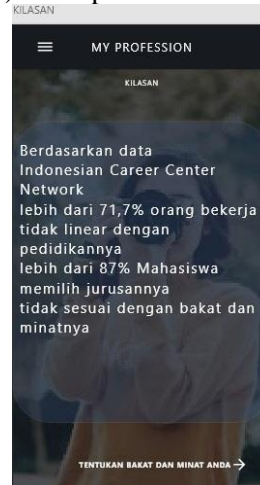 KILASAN
MY PROFESSION
KILASAN
Berdasarkan data
Indonesian Career Center
Network
lebih dari 71,7% orang bekerja
tidak linear dengan
pedidikannya
lebih dari 87% Mahasiswa
memilih jurusannya
tidak sesuai dengan bakat dan
minatnya
TENTUKAN BAKAT DAN MINAT ANDA →